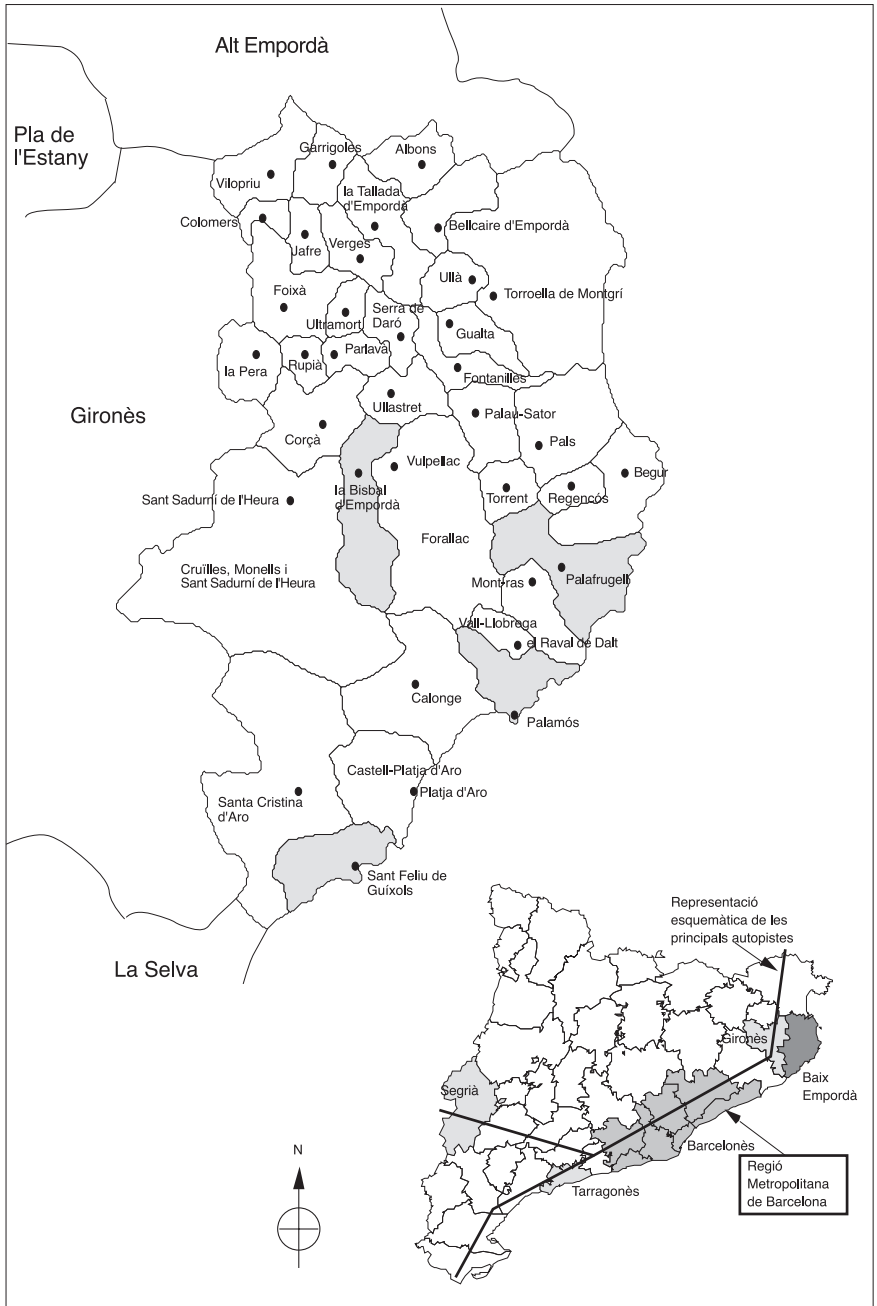 Alt Empordà
Pla de
l'Estany
Garrigoles
Albons
Vilopriu
la Tallada
d'Empordà
Colomers
Bellcaire d'Empordà
Jafre
Verges
Ullà
Foixà
Torroella de Montgrí
Ultramort
Serra de
Daró
Gualta
la Pera
Rupià
Parlavà
Fontanilles
Ullastret
Palau-Sator
Gironès
Corçà
Pals
Vulpellac
Begur
Sant Sadurní de l'Heura
la Bisbal
d'Empordà
Torrent
Regencós
Forallac
Cruïlles, Monells i
Sant Sadurní de l'Heura
Mont-ras
Palafrugell
Vall-Llobrega
el Raval de Dalt
Calonge
Palamós
Castell-Platja d'Aro
Platja d'Aro
Santa Cristina
d'Aro
Sant Feliu de
Guíxols
La Selva
Representació
esquemàtica de les
principals autopistes
Gironès
Baix
Empordà
Segrià
Barcelonès
Tarragonès
Regió
Metropolitana
de Barcelona
N